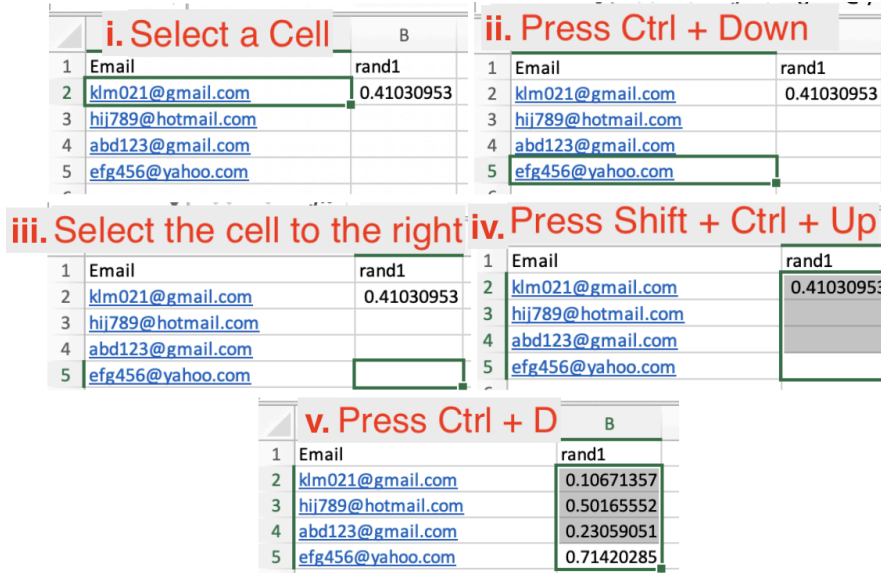 i. Select a Cell
B
1 Email rand1
2 klm021@gmail.com 0.41030953
3 hij789@hotmail.com
4 abd123@gmail.com
5 efg456@yahoo.com
ii. Press Ctrl + Down
1 Email rand1
2 klm021@gmail.com 0.41030953
3 hij789@hotmail.com
4 abd123@gmail.com
5 efg456@yahoo.com
iii. Select the cell to the right
1 Email rand1
2 klm021@gmail.com 0.41030953
3 hij789@hotmail.com
4 abd123@gmail.com
5 efg456@yahoo.com
iv. Press Shift + Ctrl + Up
1 Email rand1
2 klm021@gmail.com 0.41030953
3 hij789@hotmail.com
4 abd123@gmail.com
5 efg456@yahoo.com
v. Press Ctrl + D
B
1 Email rand1
2 klm021@gmail.com 0.10671357
3 hij789@hotmail.com 0.50165552
4 abd123@gmail.com 0.23059051
5 efg456@yahoo.com 0.71420285